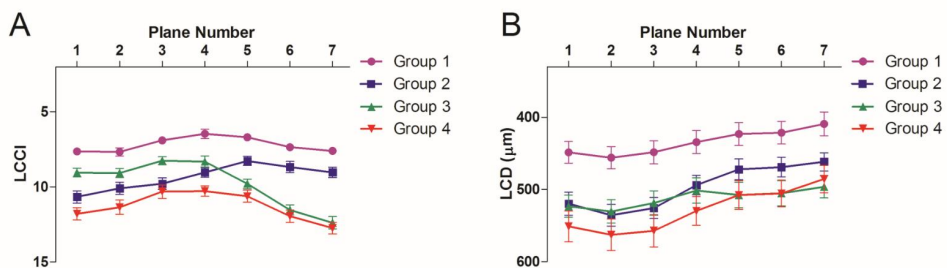 A
Plane Number
1 2 3 4 5 6 7
5
10
15
LCCI
Group 1
Group 2
Group 3
Group 4
B
Plane Number
1 2 3 4 5 6 7
400
500
600
LCD (μm)
Group 1
Group 2
Group 3
Group 4